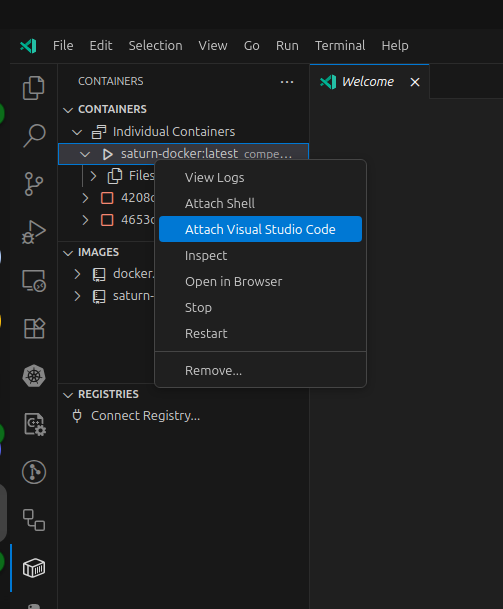 File Edit Selection View Go Run Terminal Help
CONTAINERS ...
Welcome
CONTAINERS
Individual Containers
saturn-docker:latest compe...
Files
4208
4653
View Logs
Attach Shell
Attach Visual Studio Code
Inspect
Open in Browser
Stop
Restart
Remove...
IMAGES
docker.
saturn-
REGISTRIES
Connect Registry...